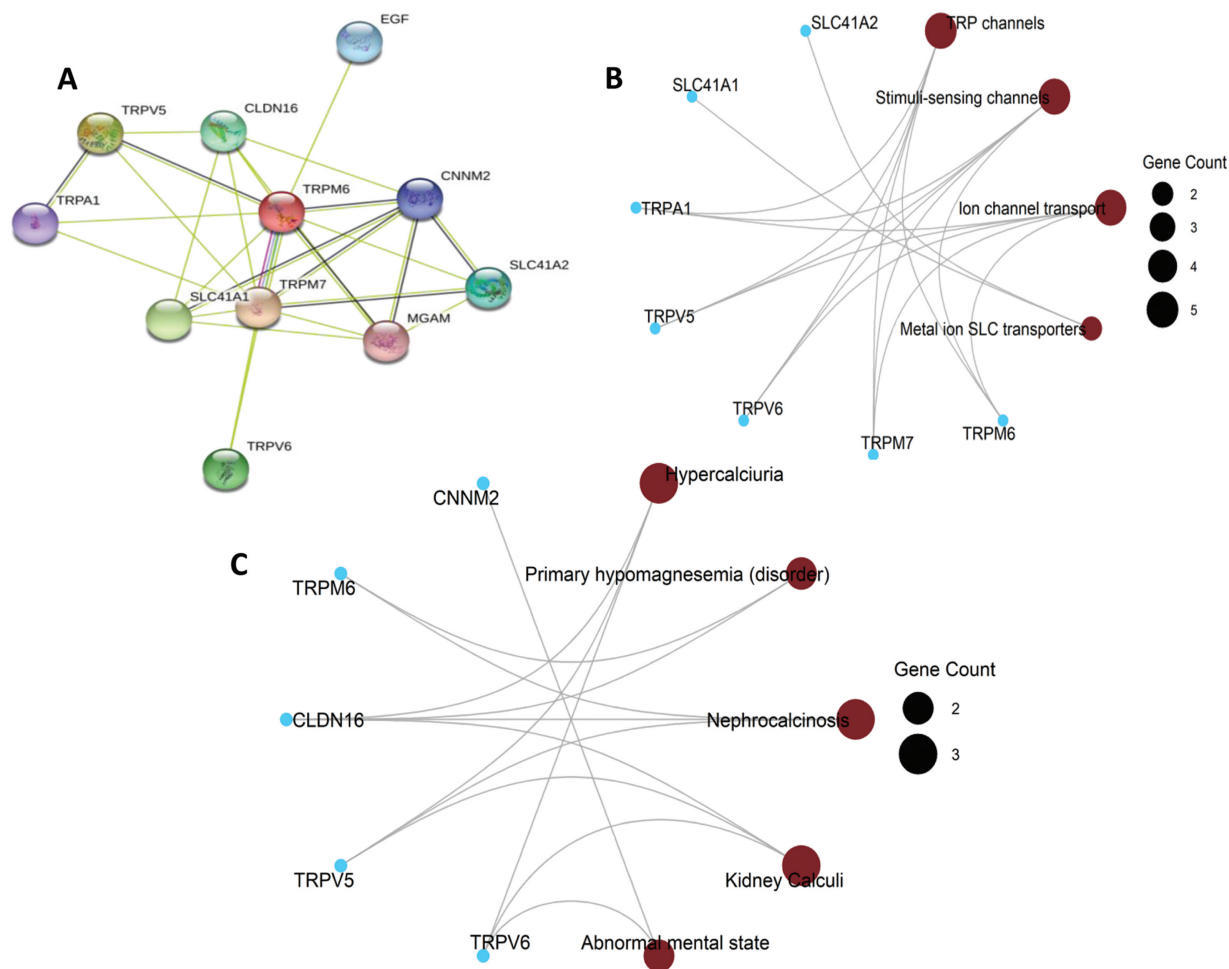 A
EGF
TRPV5
CLDN16
TRPM6
CNNM2
TRPA1
SLC41A2
SLC41A1
TRPM7
MGAM
TRPV6
B
SLC41A2
TRP channels
SLC41A1
Stimuli-sensing channels
TRPA1
Ion channel transport
TRPV5
Metal ion SLC transporters
TRPV6
TRPM7
TRPM6
Gene Count
2
3
4
5
C
CNNM2
Hypercalciuria
TRPM6
Primary hypomagnesemia (disorder)
CLDN16
Nephrocalcinosis
TRPV5
Kidney Calculi
TRPV6
Abnormal mental state
Gene Count
2
3